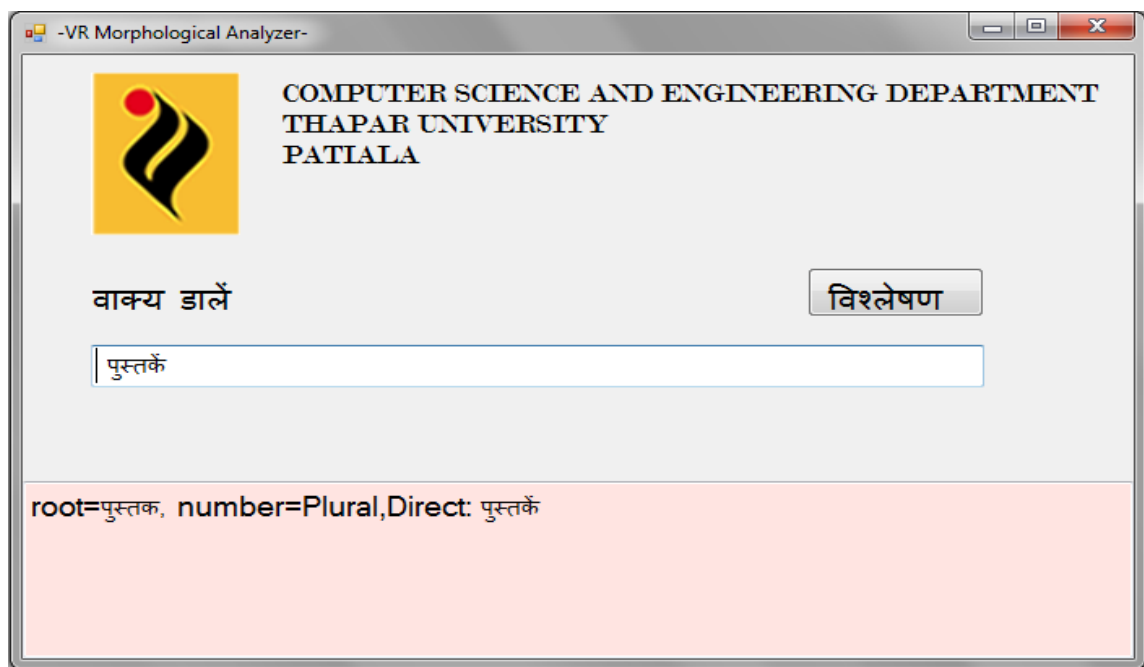 -VR Morphological Analyzer-
COMPUTER SCIENCE AND ENGINEERING DEPARTMENT
THAPAR UNIVERSITY
PATIALA
वाक्य डालें
विश्लेषण
पुस्तकें
root=पुस्तक, number=Plural,Direct: पुस्तकें